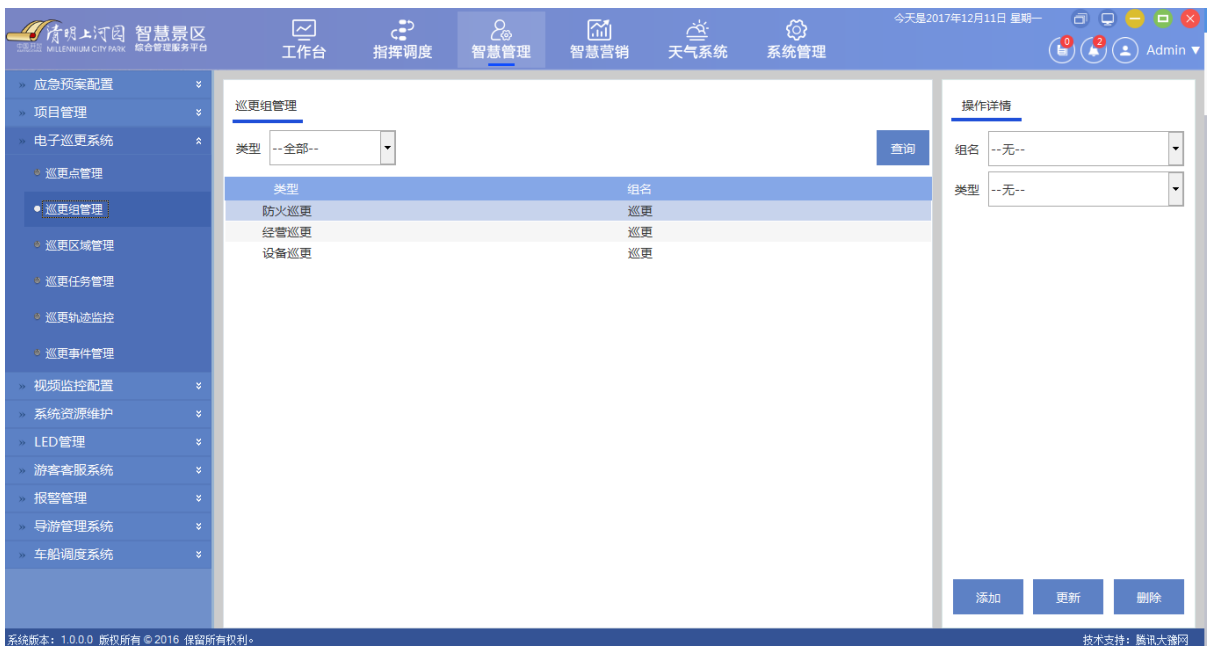 今天是2017年12月11日 星期一
清明上河园 智慧景区
MILLENNIUM CITY PARK 综合管理服务平台
工作台 指挥调度 智慧管理 智慧营销 天气系统 系统管理
0 2 Admin
应急预案配置
项目管理
电子巡更系统
巡更点管理
巡更组管理
巡更区域管理
巡更任务管理
巡更轨迹监控
巡更事件管理
视频监控配置
系统资源维护
LED管理
游客客服系统
报警管理
导游管理系统
车船调度系统
巡更组管理
类型 --全部-- 查询
类型 组名
防火巡更 巡更
经营巡更 巡更
设备巡更 巡更
操作详情
组名 --无--
类型 --无--
添加 更新 删除
系统版本：1.0.0.0 版权所有©2016 保留所有权利。 技术支持：腾讯大豫网